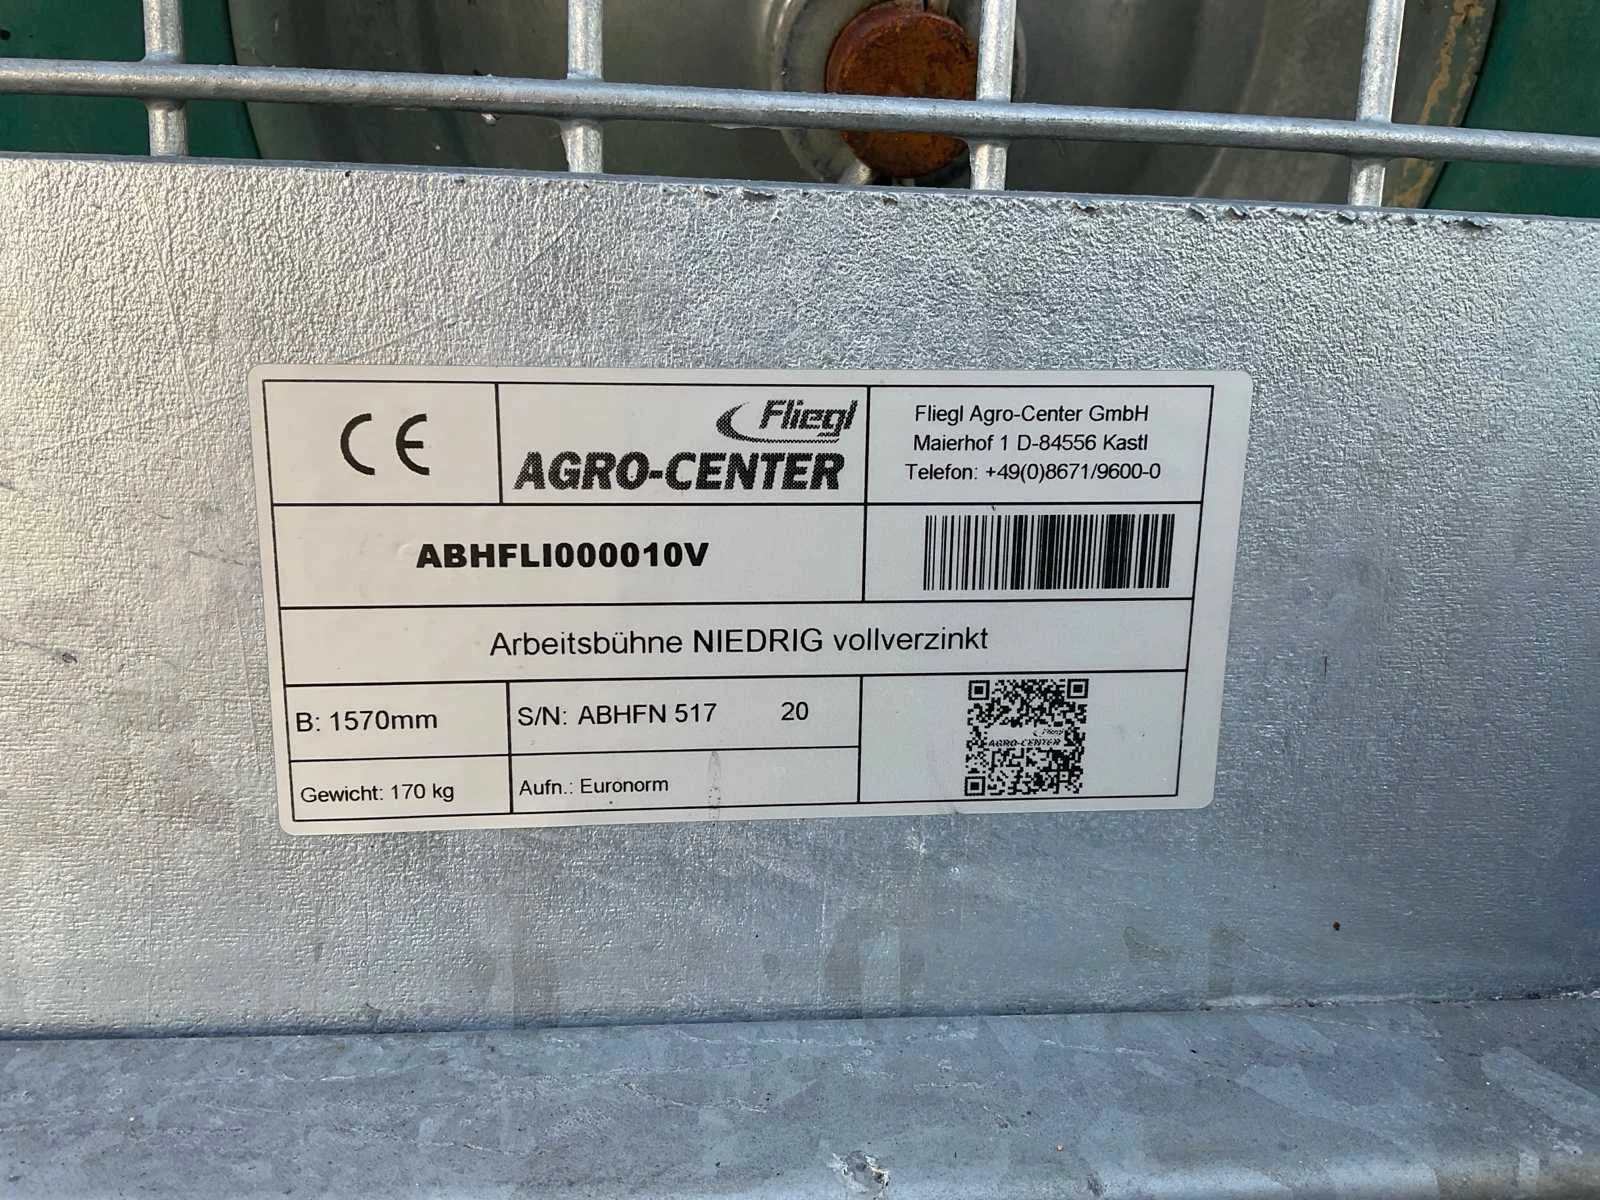 CE
Fliegl
AGRO-CENTER
Fliegl Agro-Center GmbH
Maierhof 1 D-84556 Kastl
Telefon: +49(0)8671/9600-0
ABHFLI000010V
Arbeitsbühne NIEDRIG vollverzinkt
B: 1570mm
S/N: ABHFN 517 20
Gewicht: 170 kg
Aufn.: Euronorm
Fliegl
AGRO-CENTER